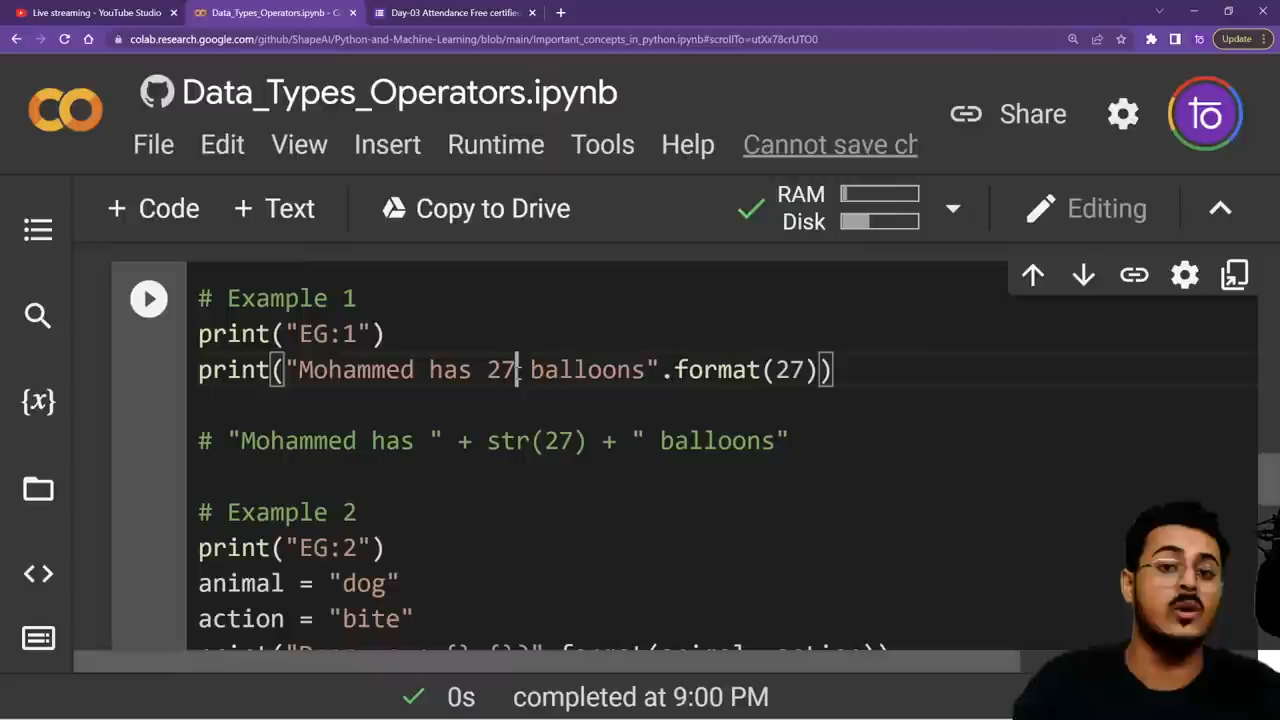 Live streaming - YouTube Studio
Data_Types_Operators.ipynb - C
Day-03 Attendance Free certified
colab.research.google.com/github/ShapeAI/Python-and-Machine-Learning/blob/main/Important_concepts_in_python.ipynb#scrollTo=utXx78crUTO0
Update
Data_Types_Operators.ipynb
Share
File Edit View Insert Runtime Tools Help Cannot save ch
+ Code + Text Copy to Drive
RAM
Disk
Editing
# Example 1
print("EG:1")
print("Mohammed has 27 balloons".format(27))
# "Mohammed has " + str(27) + " balloons"
# Example 2
print("EG:2")
animal = "dog"
action = "bite"
0s completed at 9:00 PM